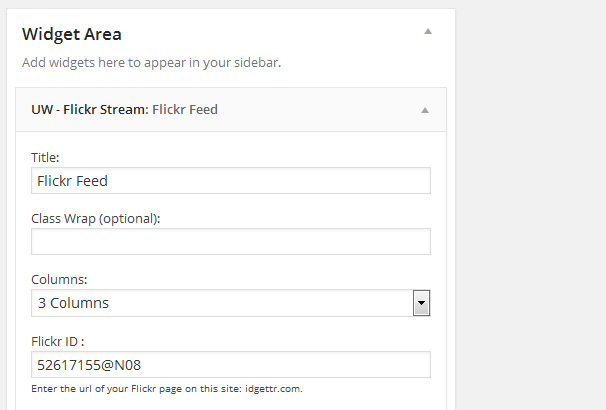 Widget Area
Add widgets here to appear in your sidebar.
UW - Flickr Stream: Flickr Feed
Title:
Flickr Feed
Class Wrap (optional):
Columns:
3 Columns
Flickr ID :
52617155@N08
Enter the url of your Flickr page on this site: idgettr.com.